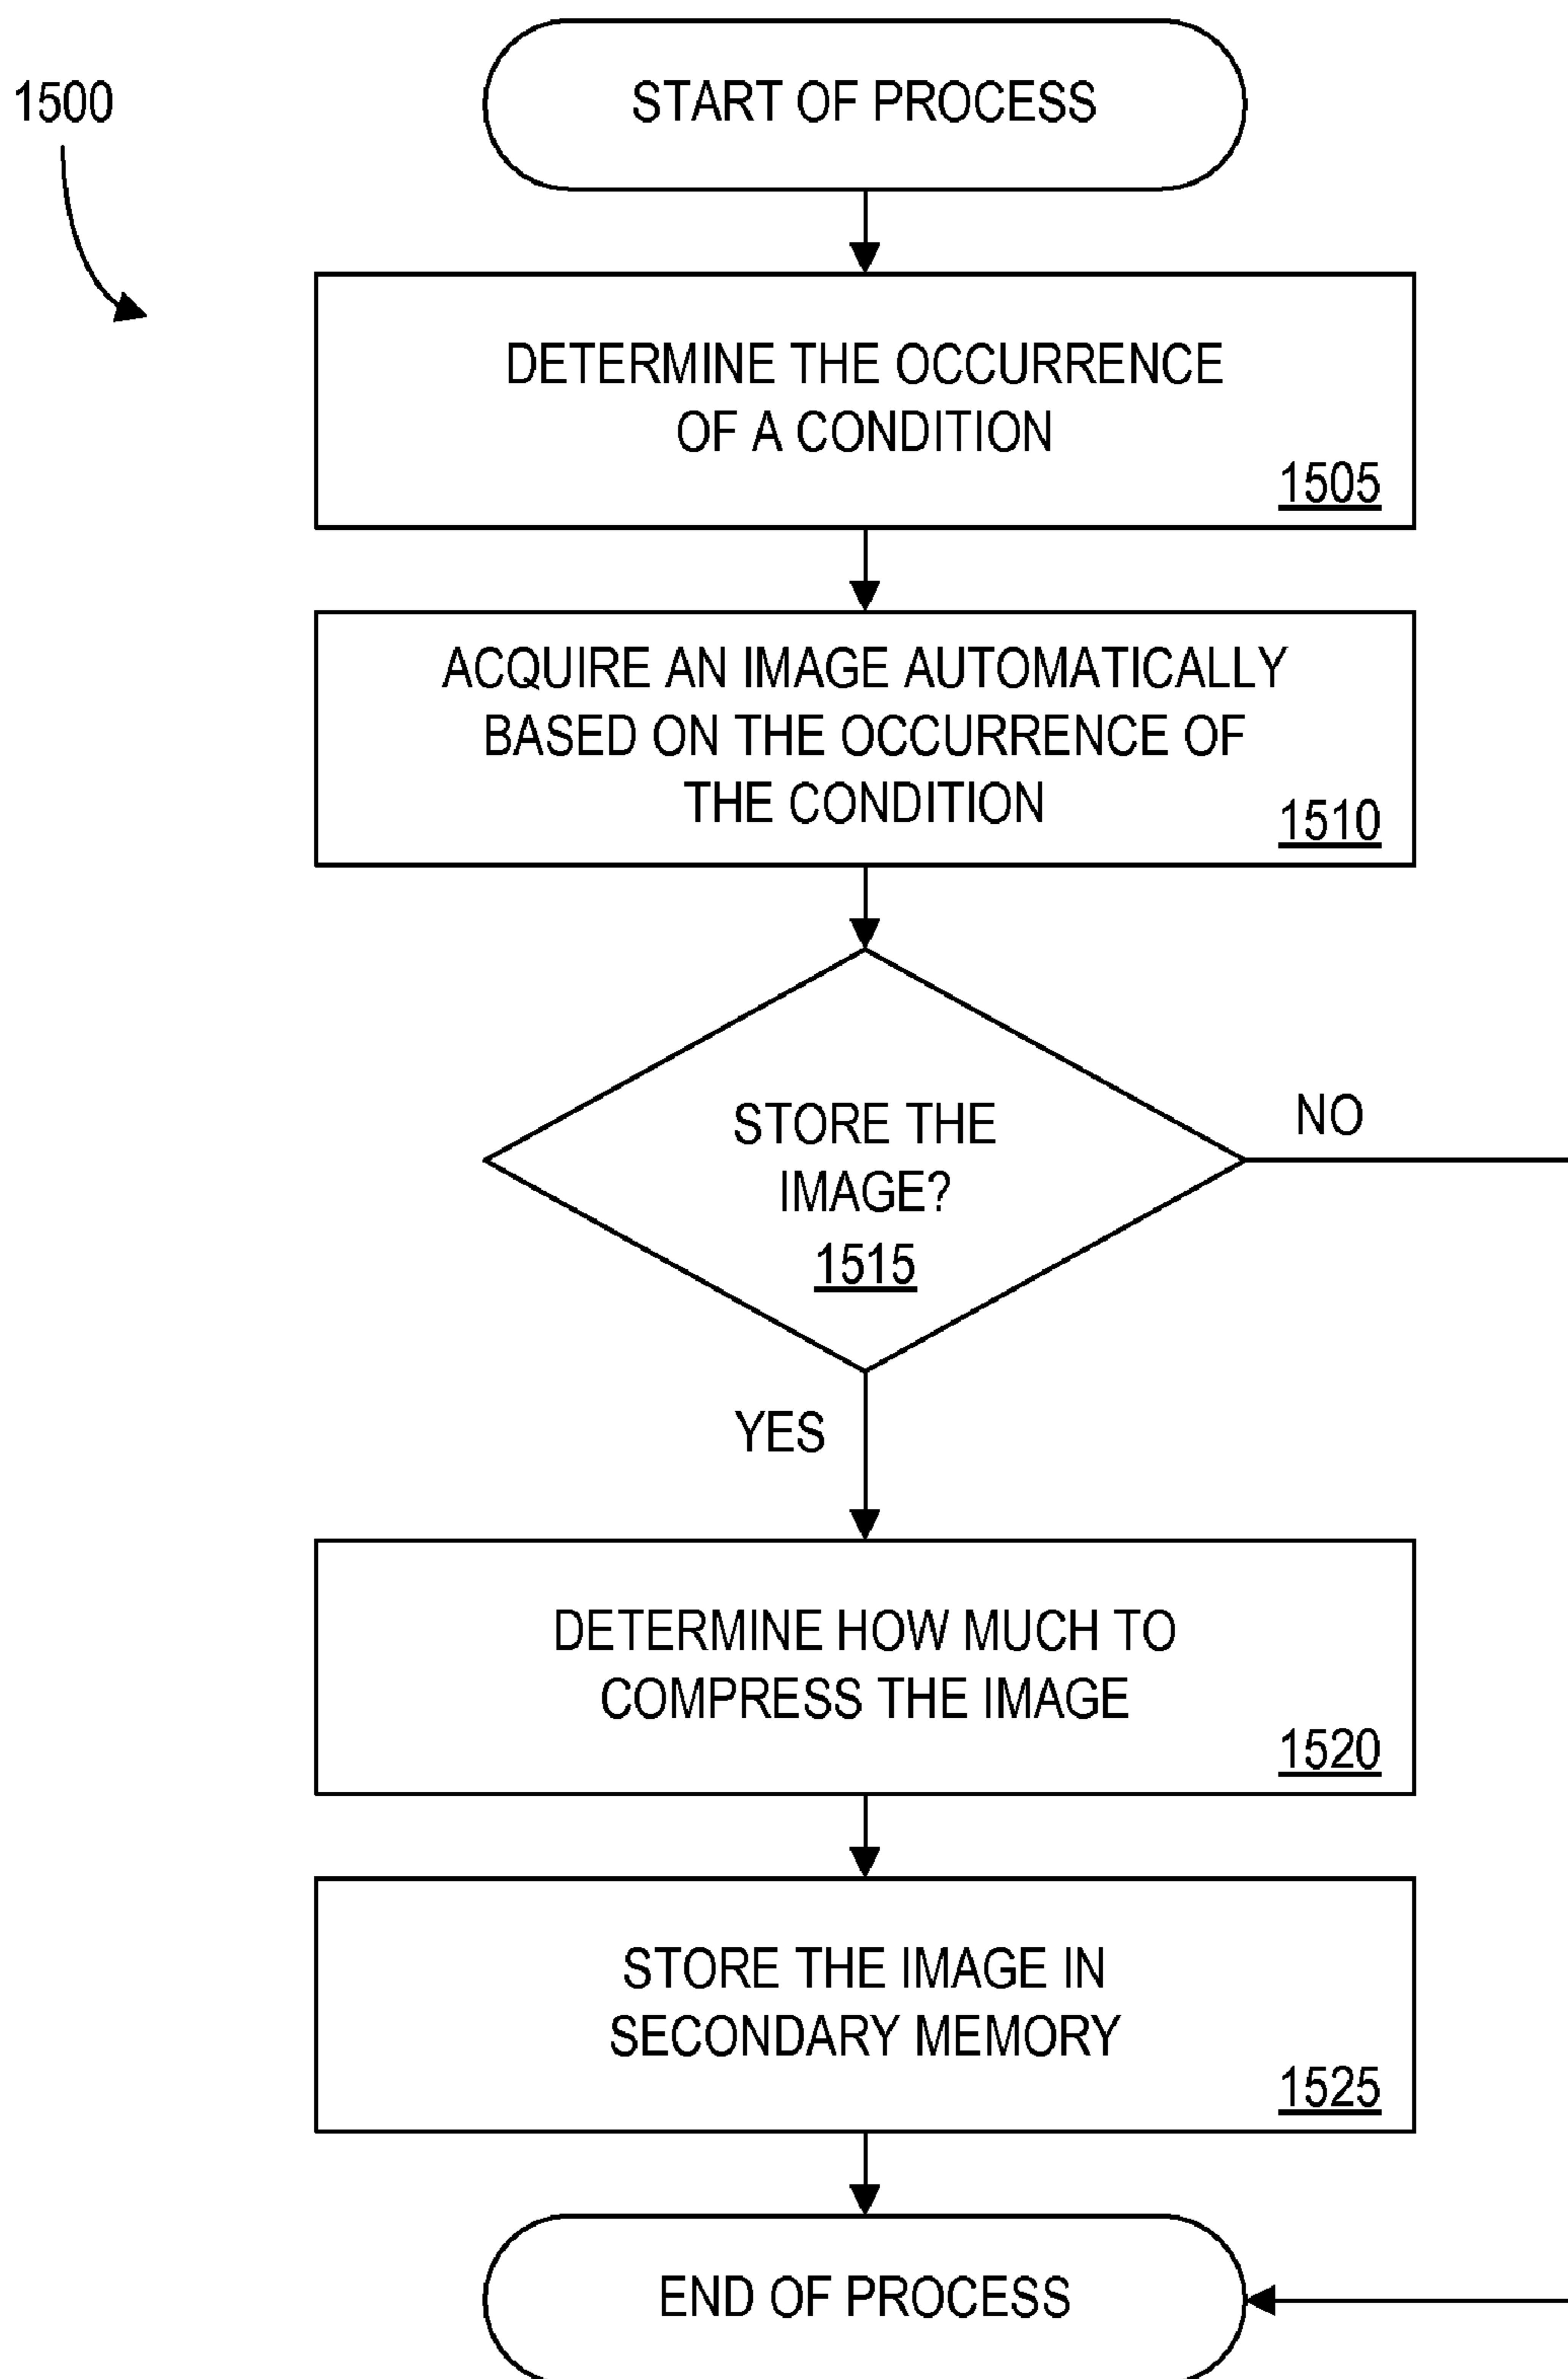 1500
START OF PROCESS
DETERMINE THE OCCURRENCE
OF A CONDITION
1505
ACQUIRE AN IMAGE AUTOMATICALLY
BASED ON THE OCCURRENCE OF
THE CONDITION
1510
STORE THE
IMAGE?
1515
NO
YES
DETERMINE HOW MUCH TO
COMPRESS THE IMAGE
1520
STORE THE IMAGE IN
SECONDARY MEMORY
1525
END OF PROCESS